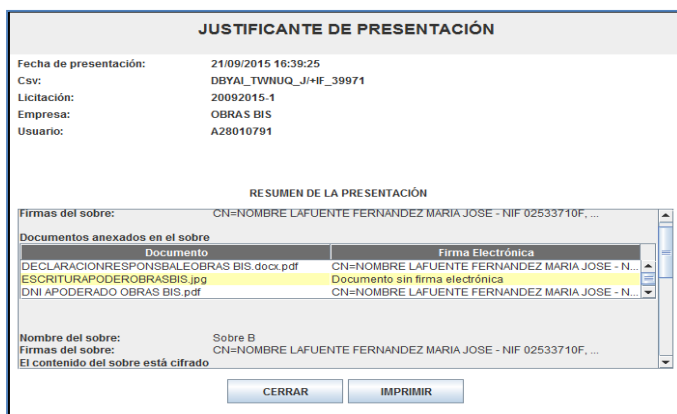 JUSTIFICANTE DE PRESENTACIÓN
Fecha de presentación: 21/09/2015 16:39:25
Csv: DBYAI_TWNUQ_J/+IF_39971
Licitación: 20092015-1
Empresa: OBRAS BIS
Usuario: A28010791
RESUMEN DE LA PRESENTACIÓN
Firmas del sobre: CN=NOMBRE LAFUENTE FERNANDEZ MARIA JOSE - NIF 02533710F, ...
Documentos anexados en el sobre
Documento Firma Electrónica
DECLARACIONRESPONSBALEOBRAS BIS.docx.pdf CN=NOMBRE LAFUENTE FERNANDEZ MARIA JOSE - N...
ESCRITURAPODEROBRASBIS.jpg Documento sin firma electrónica
DNI APODERADO OBRAS BIS.pdf CN=NOMBRE LAFUENTE FERNANDEZ MARIA JOSE - N...
Nombre del sobre: Sobre B
Firmas del sobre: CN=NOMBRE LAFUENTE FERNANDEZ MARIA JOSE - NIF 02533710F, ...
El contenido del sobre está cifrado
CERRAR IMPRIMIR